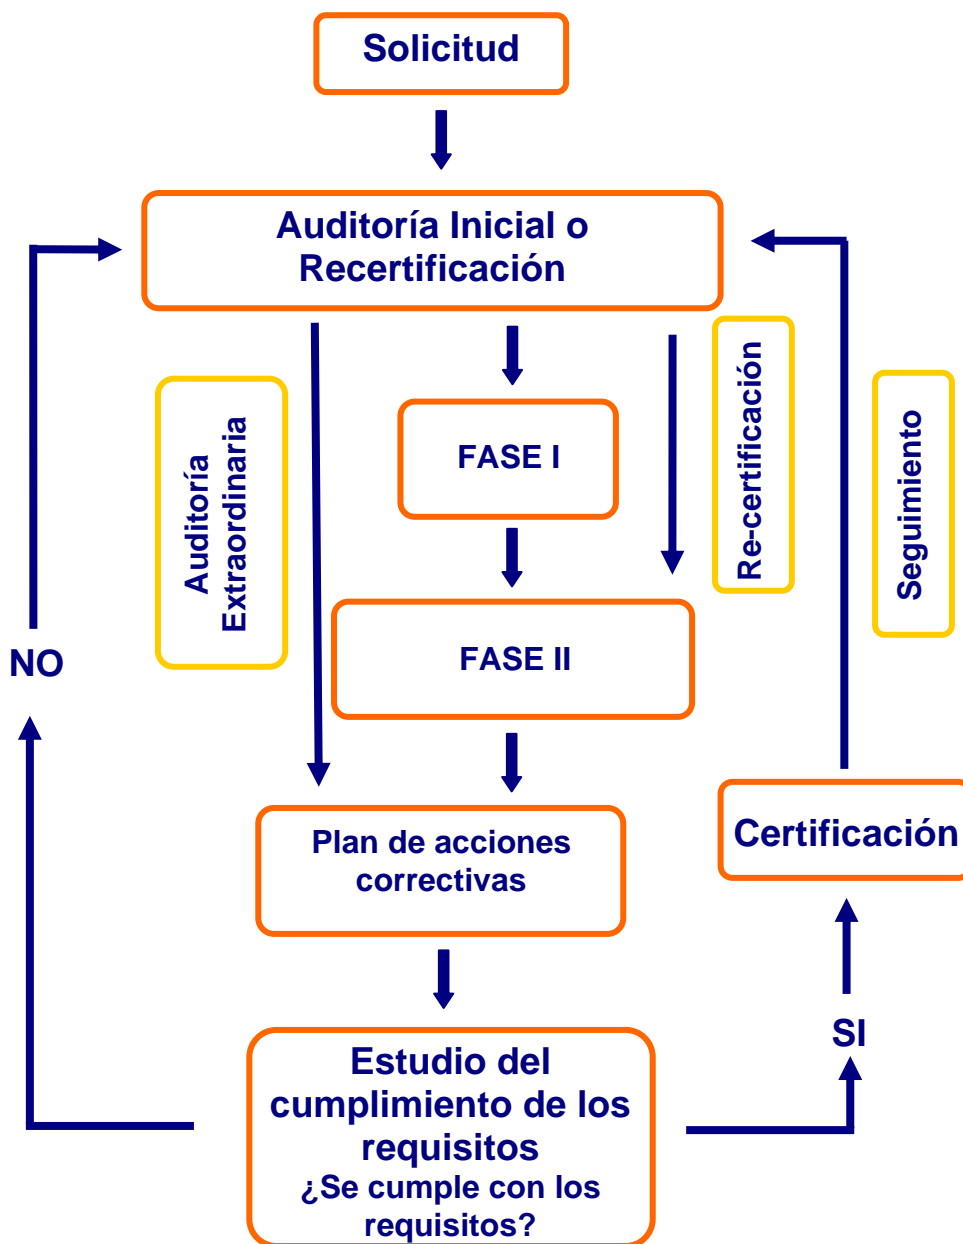 Solicitud
Auditoría Inicial o
Recertificación
Auditoría
Extraordinaria
FASE I
Re-certificación
Seguimiento
NO
FASE II
Plan de acciones
correctivas
Certificación
SI
Estudio del
cumplimiento de los
requisitos
¿Se cumple con los
requisitos?